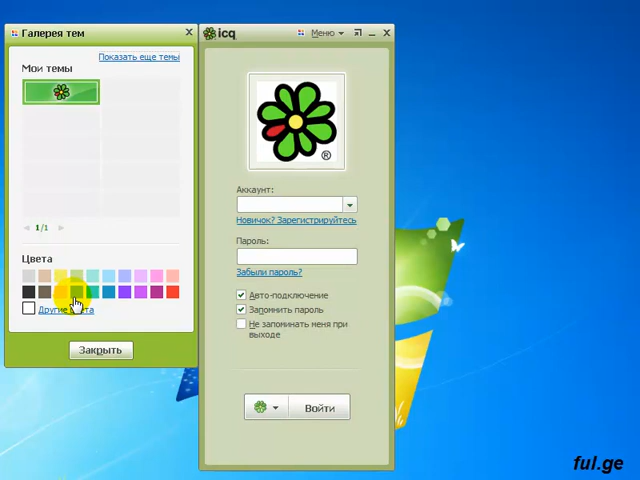 Галерея тем
Показать еще темы
Мои темы
1/1
Цвета
Другие цвета
Закрыть
icq
Меню
®
Аккаунт:
Новичок? Зарегистрируйтесь
Пароль:
Забыли пароль?
Авто-подключение
Запомнить пароль
Не запоминать меня при
выходе
Войти
ful.ge